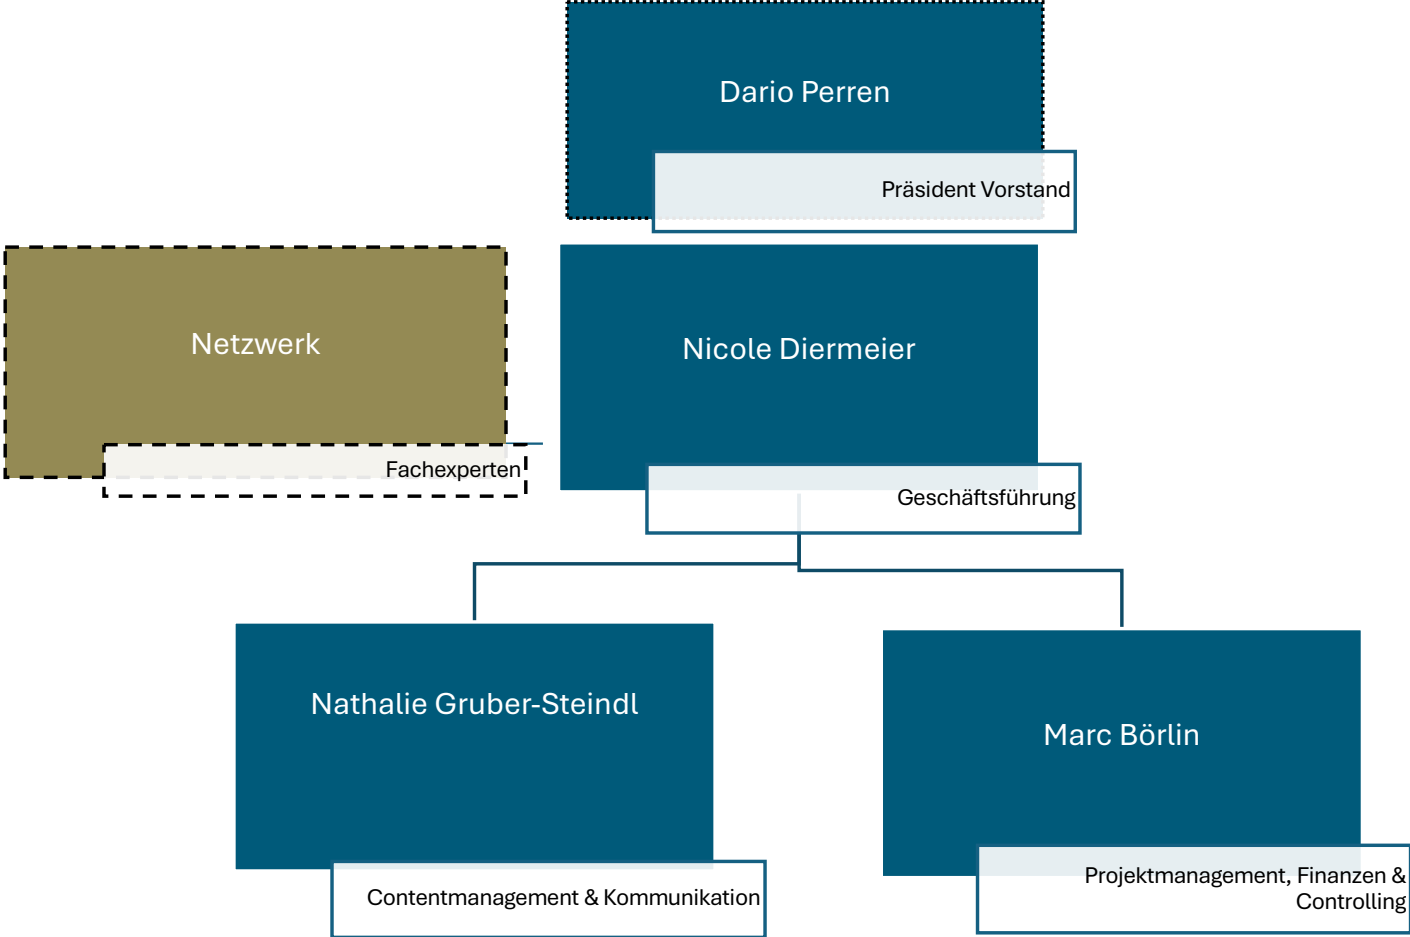 Dario Perren
Präsident Vorstand
Netzwerk
Fachexperten
Nicole Diermeier
Geschäftsführung
Nathalie Gruber-Steindl
Contentmanagement & Kommunikation
Marc Börlin
Projektmanagement, Finanzen &
Controlling